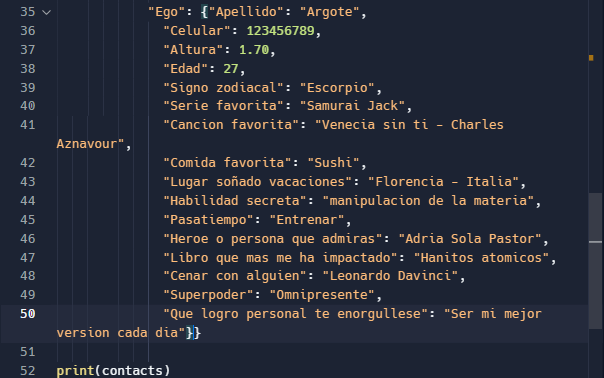 35 "Ego": {"Apellido": "Argote",
36 "Celular": 123456789,
37 "Altura": 1.70,
38 "Edad": 27,
39 "Signo zodiacal": "Escorpio",
40 "Serie favorita": "Samurai Jack",
41 "Cancion favorita": "Venecia sin ti - Charles
Aznavour",
42 "Comida favorita": "Sushi",
43 "Lugar soñado vacaciones": "Florencia - Italia",
44 "Habilidad secreta": "manipulacion de la materia",
45 "Pasatiempo": "Entrenar",
46 "Heroe o persona que admiras": "Adria Sola Pastor",
47 "Libro que mas me ha impactado": "Hanitos atomicos",
48 "Cenar con alguien": "Leonardo Davinci",
49 "Superpoder": "Omnipresente",
50 "Que logro personal te enorgullese": "Ser mi mejor
version cada dia"}}
51
52 print(contacts)